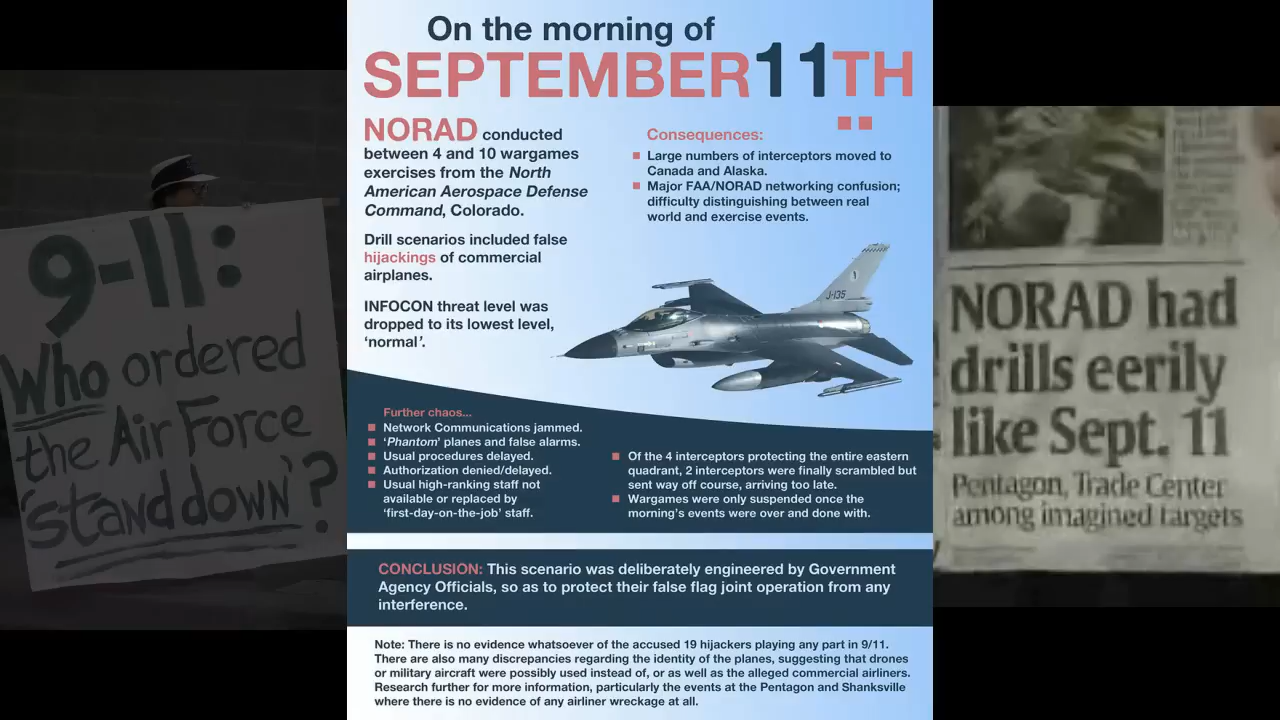 On the morning of
SEPTEMBER 11TH
NORAD conducted
between 4 and 10 wargames
exercises from the North
American Aerospace Defense
Command, Colorado.
Drill scenarios included false
hijackings of commercial
airplanes.
INFOCON threat level was
dropped to its lowest level,
‘normal’.
Consequences:
Large numbers of interceptors moved to
Canada and Alaska.
Major FAA/NORAD networking confusion;
difficulty distinguishing between real
world and exercise events.
J-135
Further chaos...
Network Communications jammed.
‘Phantom’ planes and false alarms.
Usual procedures delayed.
Authorization denied/delayed.
Usual high-ranking staff not
available or replaced by
‘first-day-on-the-job’ staff.
Of the 4 interceptors protecting the entire eastern
quadrant, 2 interceptors were finally scrambled but
sent way off course, arriving too late.
Wargames were only suspended once the
morning’s events were over and done with.
CONCLUSION: This scenario was deliberately engineered by Government
Agency Officials, so as to protect their false flag joint operation from any
interference.
Note: There is no evidence whatsoever of the accused 19 hijackers playing any part in 9/11.
There are also many discrepancies regarding the identity of the planes, suggesting that drones
or military aircraft were possibly used instead of, or as well as the alleged commercial airliners.
Research further for more information, particularly the events at the Pentagon and Shanksville
where there is no evidence of any airliner wreckage at all.
9-11:
Who ordered
the Air Force
'stand down'?
NORAD had
drills eerily
like Sept. 11
Pentagon, Trade Center
among imagined targets